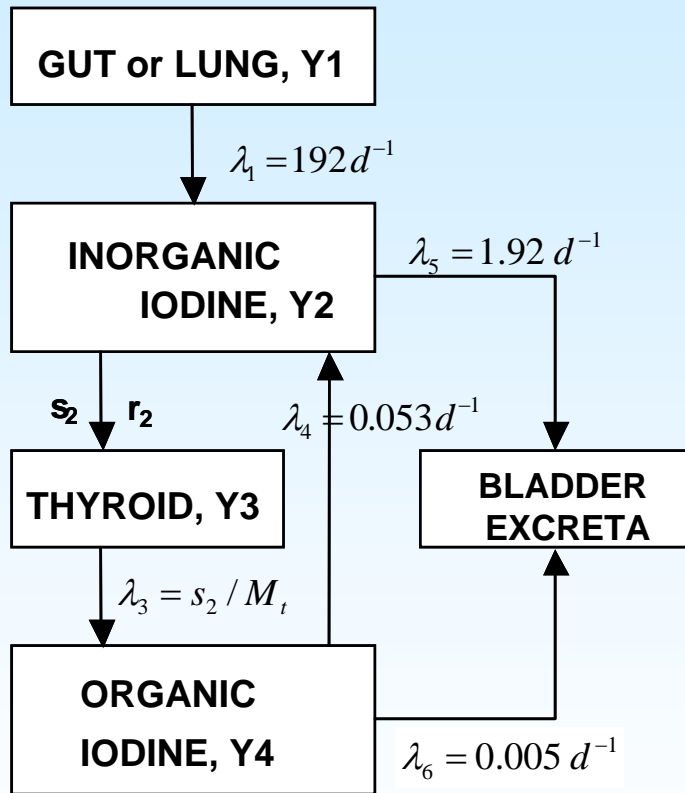 GUT or LUNG, Y1
λ₁ = 192 d⁻¹
INORGANIC
IODINE, Y2
λ₅ = 1.92 d⁻¹
s₂ r₂
λ₄ = 0.053 d⁻¹
THYROID, Y3
BLADDER
EXCRETA
λ₃ = s₂ / Mₜ
ORGANIC
IODINE, Y4
λ₆ = 0.005 d⁻¹